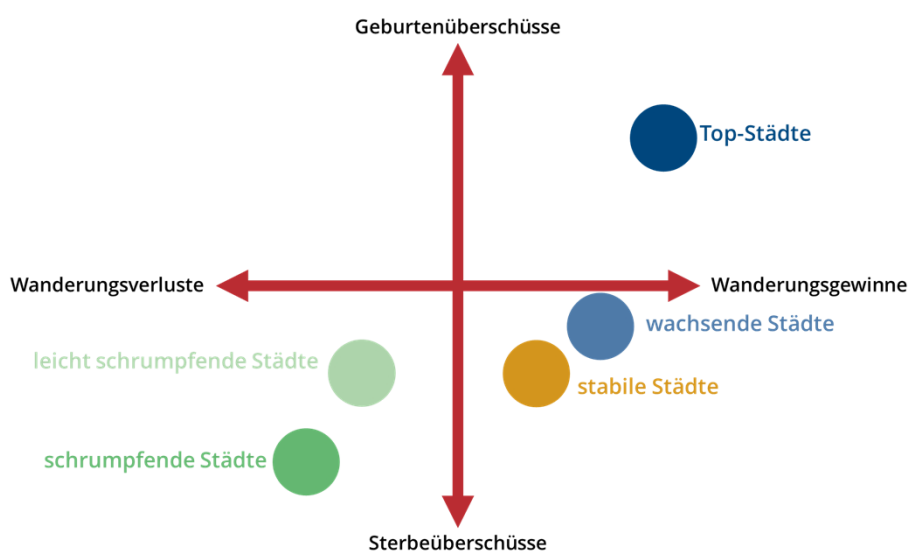 Geburtenüberschüsse
Top-Städte
Wanderungsverluste
Wanderungsgewinne
wachsende Städte
leicht schrumpfende Städte
stabile Städte
schrumpfende Städte
Sterbeüberschüsse